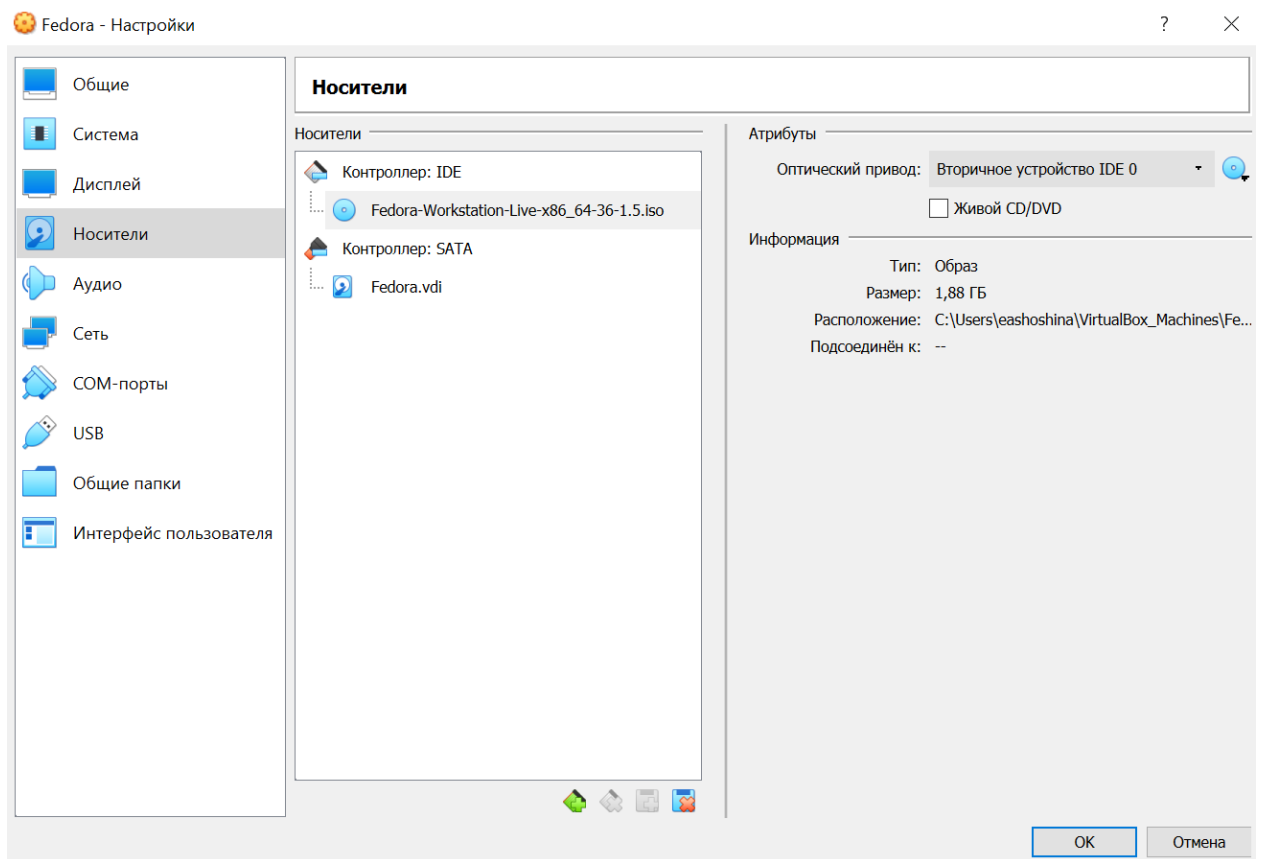 Fedora - Настройки
?
Общие
Система
Дисплей
Носители
Аудио
Сеть
COM-порты
USB
Общие папки
Интерфейс пользователя
Носители
Носители
Контроллер: IDE
Fedora-Workstation-Live-x86_64-36-1.5.iso
Контроллер: SATA
Fedora.vdi
Атрибуты
Оптический привод: Вторичное устройство IDE 0
Живой CD/DVD
Информация
Тип: Образ
Размер: 1,88 ГБ
Расположение: C:\Users\eashoshina\VirtualBox_Machines\Fe...
Подсоединён к: --
OK
Отмена